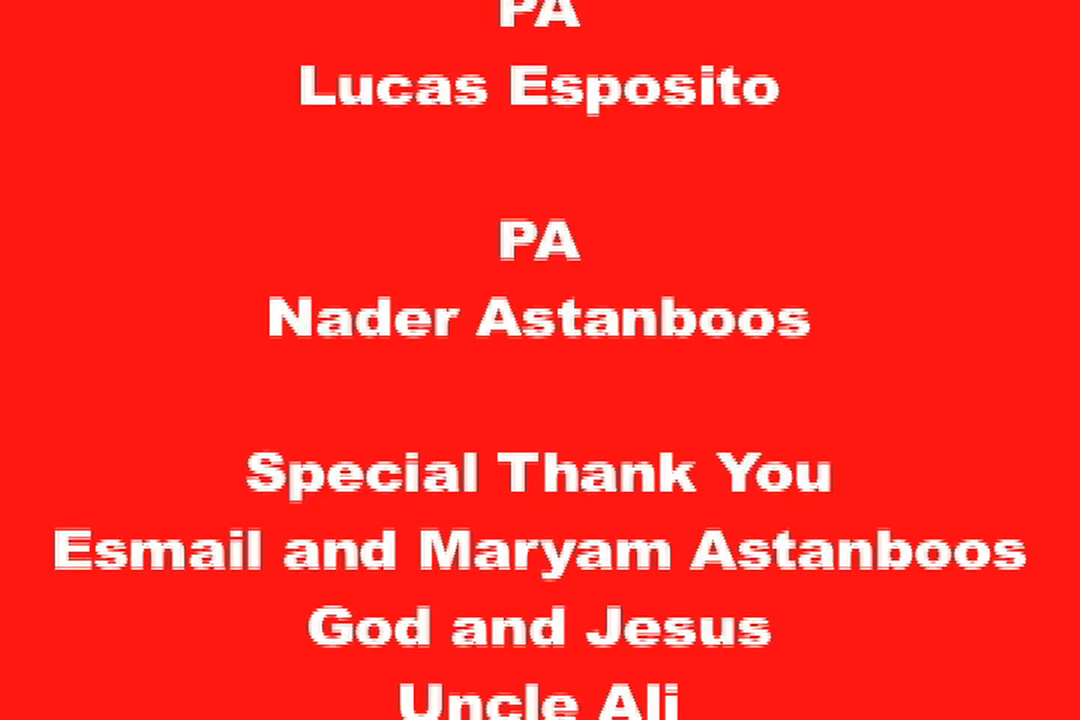 PA
Lucas Esposito
PA
Nader Astanboos
Special Thank You
Esmail and Maryam Astanboos
God and Jesus
Uncle Ali